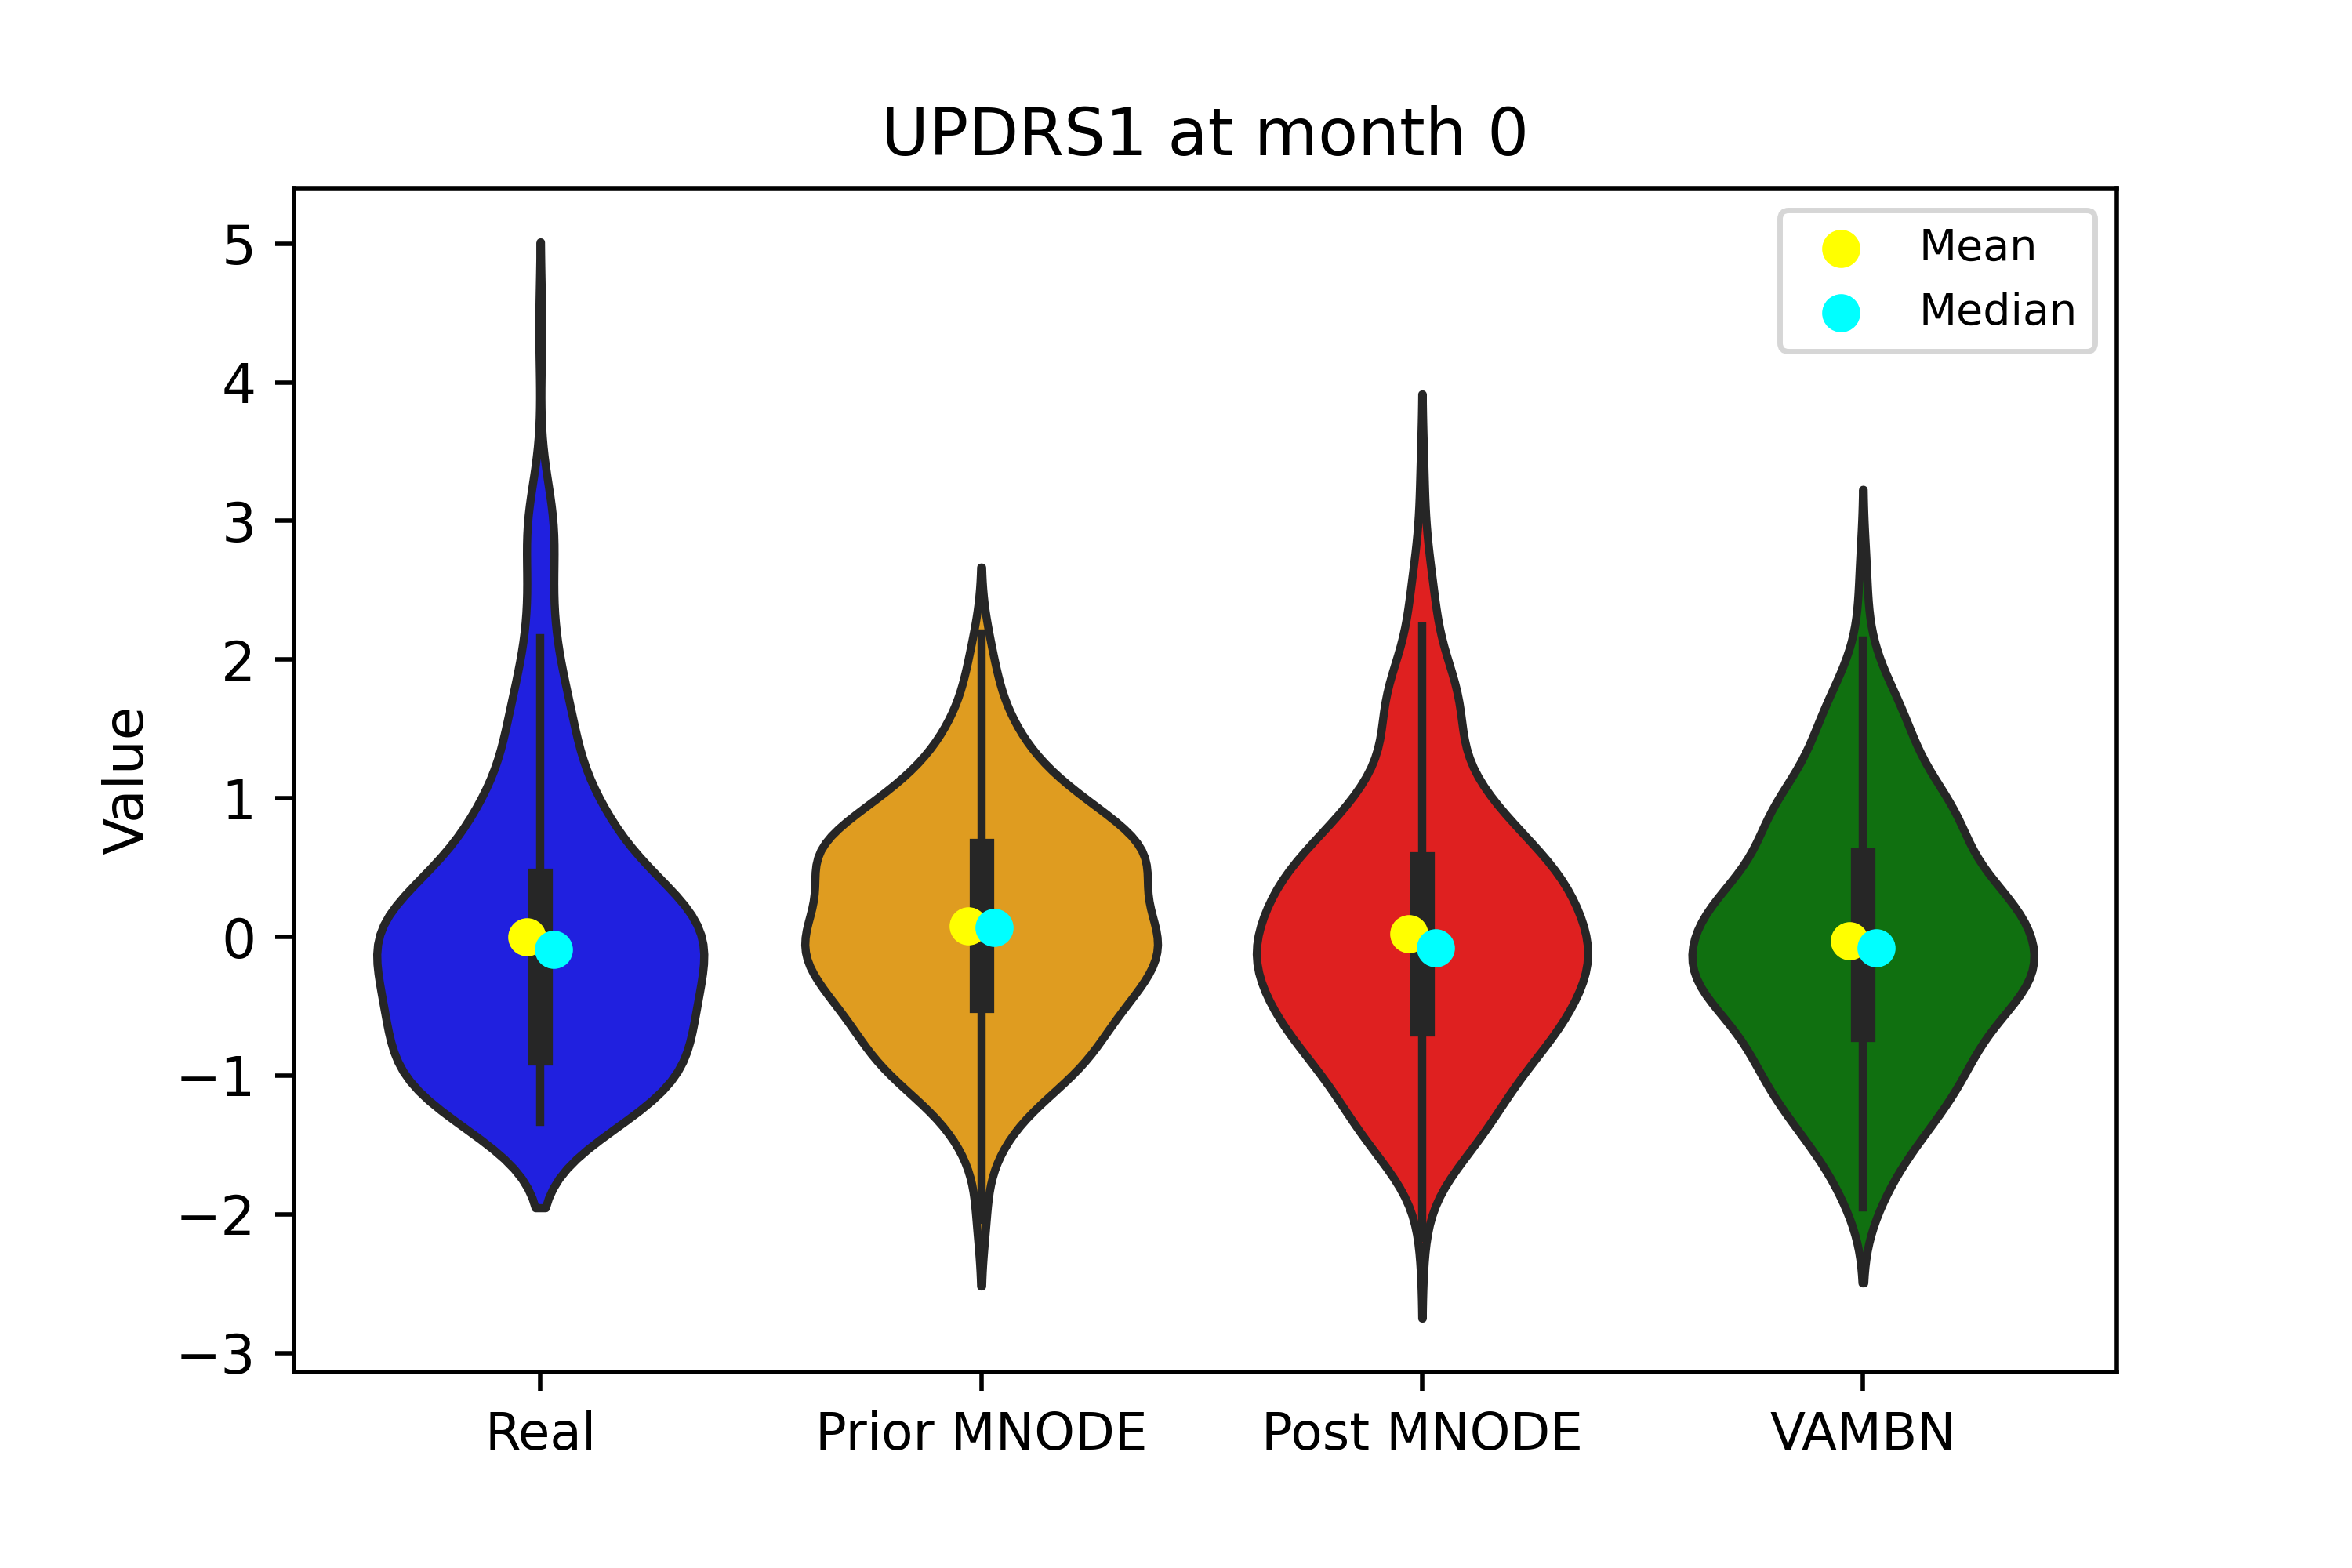 UPDRS1 at month 0
Mean
Median
5
4
3
2
1
0
−1
−2
−3
Value
Real
Prior MNODE
Post MNODE
VAMBN